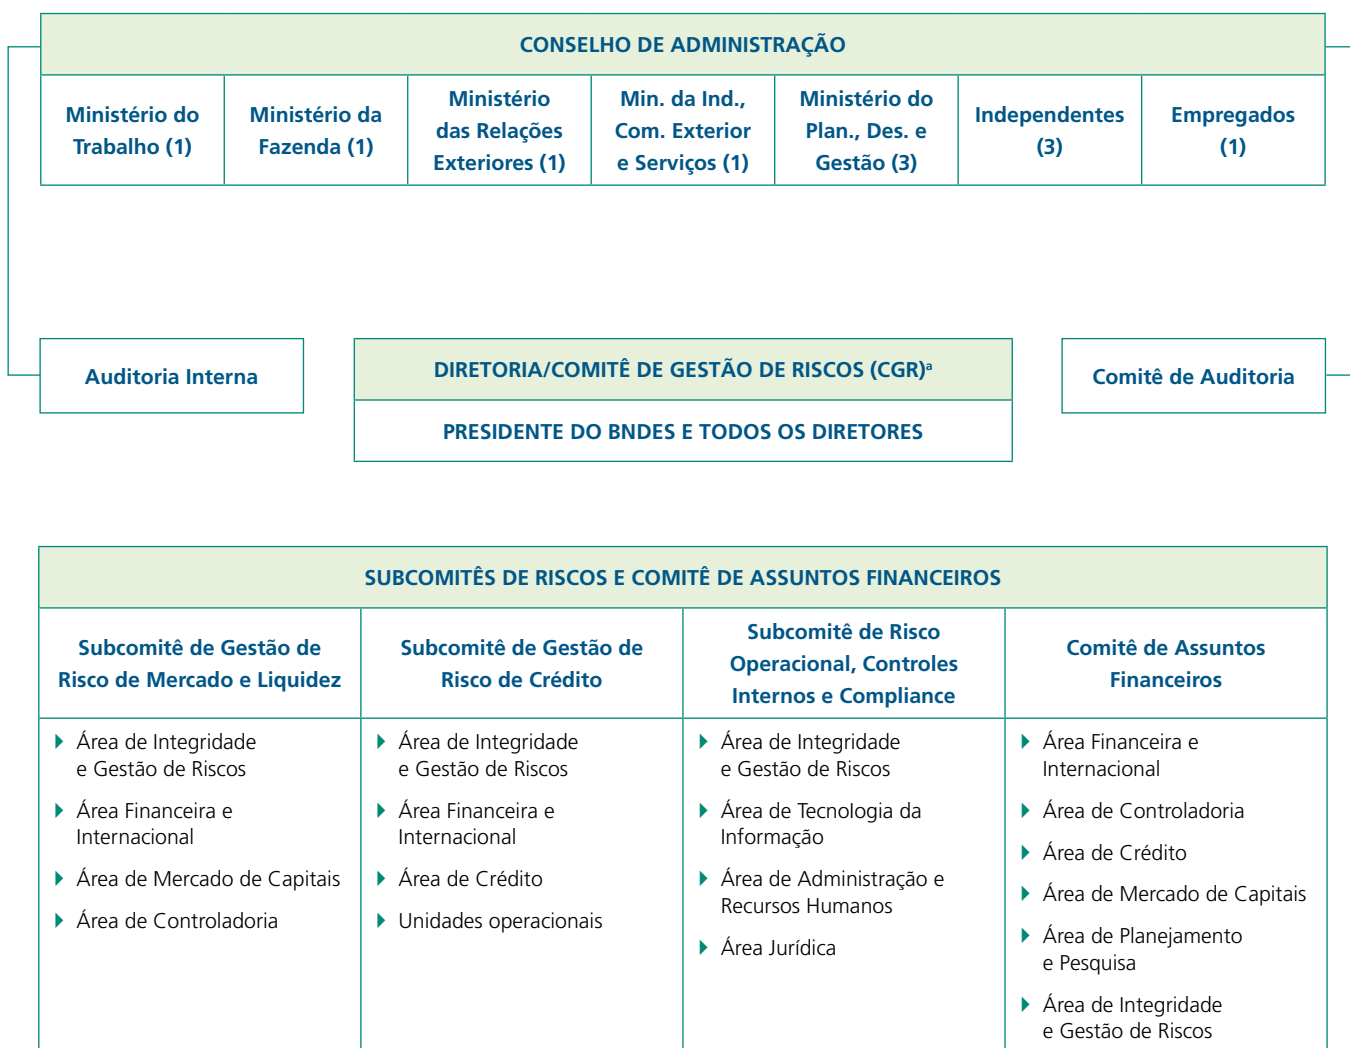 CONSELHO DE ADMINISTRAÇÃO
Ministério do
Trabalho (1)
Ministério da
Fazenda (1)
Ministério
das Relações
Exteriores (1)
Min. da Ind.,
Com. Exterior
e Serviços (1)
Ministério do
Plan., Des. e
Gestão (3)
Independentes
(3)
Empregados
(1)
Auditoria Interna
DIRETORIA/COMITÊ DE GESTÃO DE RISCOS (CGR)ª
PRESIDENTE DO BNDES E TODOS OS DIRETORES
Comitê de Auditoria
SUBCOMITÊS DE RISCOS E COMITÊ DE ASSUNTOS FINANCEIROS
Subcomitê de Gestão de
Risco de Mercado e Liquidez
Área de Integridade
e Gestão de Riscos
Área Financeira e
Internacional
Área de Mercado de Capitais
Área de Controladoria
Subcomitê de Gestão de
Risco de Crédito
Área de Integridade
e Gestão de Riscos
Área Financeira e
Internacional
Área de Crédito
Unidades operacionais
Subcomitê de Risco
Operacional, Controles
Internos e Compliance
Área de Integridade
e Gestão de Riscos
Área de Tecnologia da
Informação
Área de Administração e
Recursos Humanos
Área Jurídica
Comitê de Assuntos
Financeiros
Área Financeira e
Internacional
Área de Controladoria
Área de Crédito
Área de Mercado de Capitais
Área de Planejamento
e Pesquisa
Área de Integridade
e Gestão de Riscos